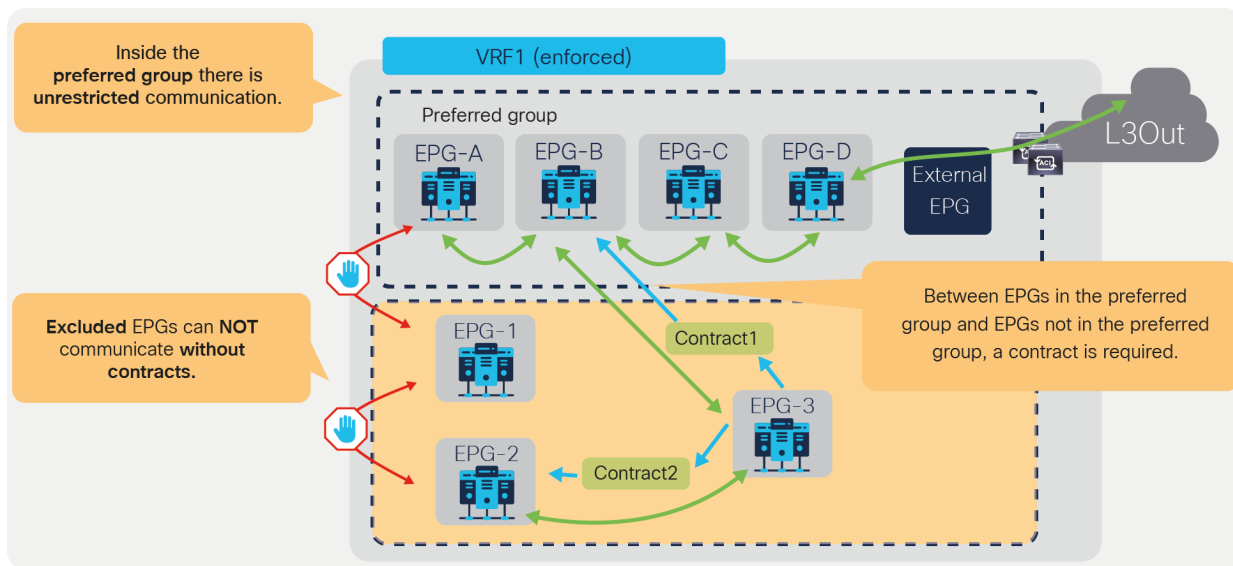 Inside the
preferred group there is
unrestricted communication.
VRF1 (enforced)
Preferred group
EPG-A
EPG-B
EPG-C
EPG-D
External
EPG
L3Out
ACI
Excluded EPGs can NOT
communicate without
contracts.
EPG-1
Contract1
Between EPGs in the preferred
group and EPGs not in the preferred
group, a contract is required.
EPG-3
EPG-2
Contract2